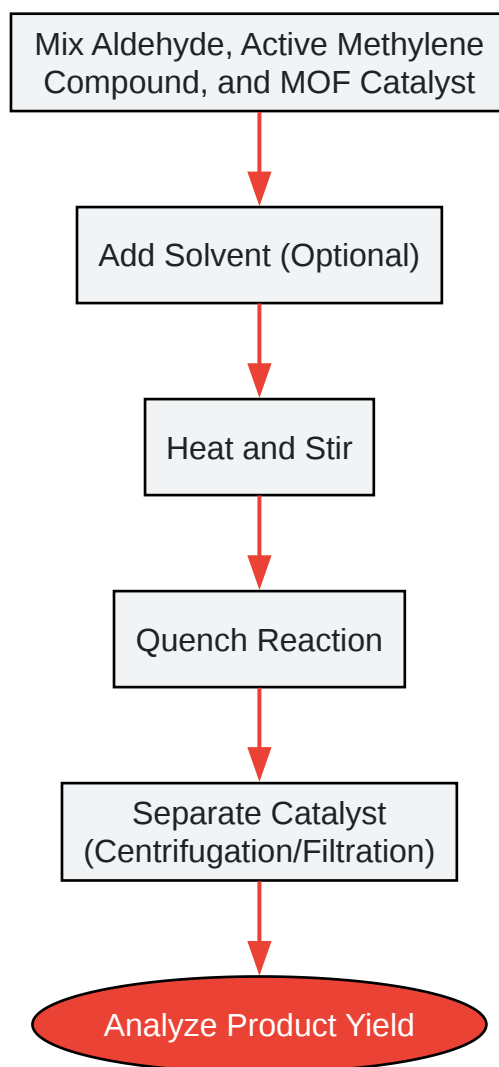 Mix Aldehyde, Active Methylene
Compound, and MOF Catalyst
Add Solvent (Optional)
Heat and Stir
Quench Reaction
Separate Catalyst
(Centrifugation/Filtration)
Analyze Product Yield